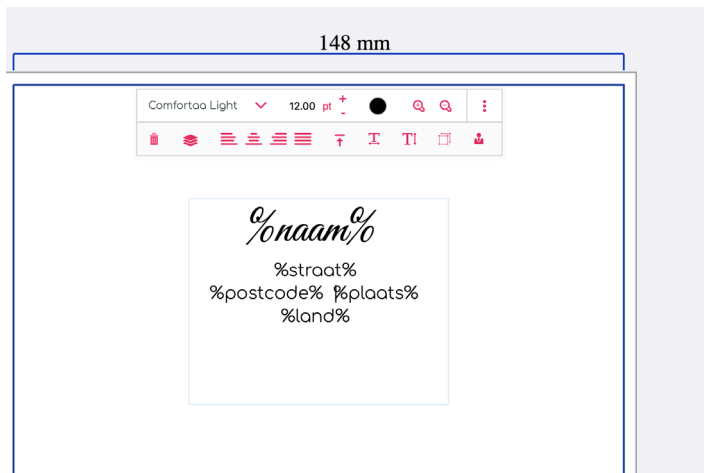 148 mm
Comfortaa Light 12.00 pt + -
%naam%
%straat%
%postcode% %plaats%
%land%